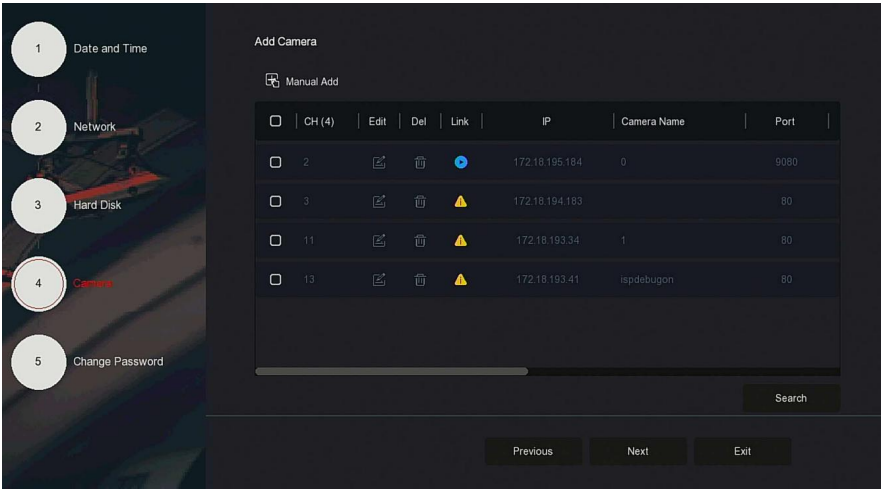 Add Camera
1 Date and Time
Manual Add
CH (4) Edit Del Link IP Camera Name Port
2 Network
2 172.18.195.184 0 9080
3 Hard Disk
3 172.18.194.183 80
11 172.18.193.34 1 80
4 Camera
13 172.18.193.41 ispdebugon 80
5 Change Password
Search
Previous Next Exit